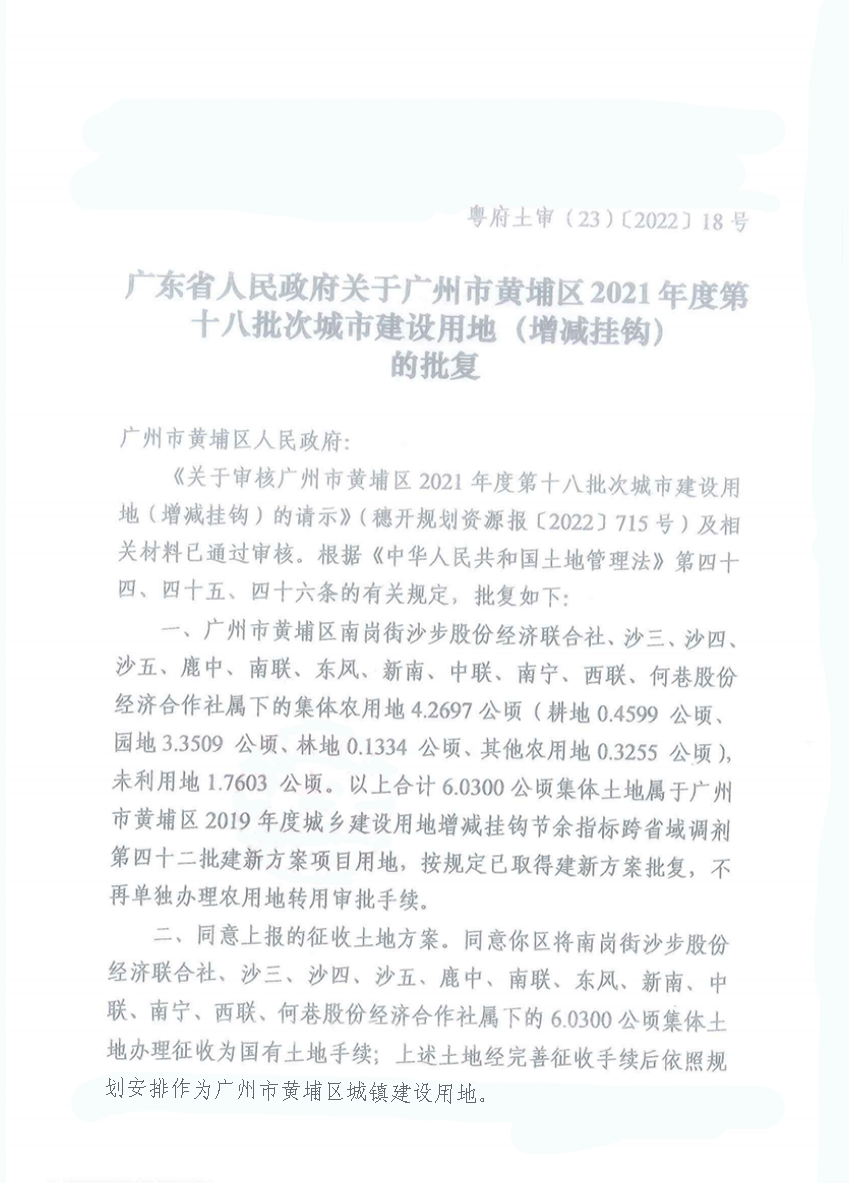 粤府土审（23）〔2022〕18号
广东省人民政府关于广州市黄埔区2021年度第
十八批次城市建设用地（增减挂钩）
的批复
广州市黄埔区人民政府：
《关于审核广州市黄埔区2021年度第十八批次城市建设用
地（增减挂钩）的请示》（穗开规划资源报〔2022〕715号）及相
关材料已通过审核。根据《中华人民共和国土地管理法》第四十
四、四十五、四十六条的有关规定，批复如下：
一、广州市黄埔区南岗街沙步股份经济联合社、沙三、沙四、
沙五、鹿中、南联、东风、新南、中联、南宁、西联、何巷股份
经济合作社属下的集体农用地4.2697公顷（耕地0.4599 公顷、
园地3.3509 公顷、林地0.1334 公顷、其他农用地0.3255 公顷），
未利用地1.7603 公顷。以上合计6.0300公顷集体土地属于广州
市黄埔区2019年度城乡建设用地增减挂钩节余指标跨省域调剂
第四十二批建新方案项目用地，按规定已取得建新方案批复，不
再单独办理农用地转用审批手续。
二、同意上报的征收土地方案。同意你区将南岗街沙步股份
经济联合社、沙三、沙四、沙五、鹿中、南联、东风、新南、中
联、南宁、西联、何巷股份经济合作社属下的6.0300公顷集体土
地办理征收为国有土地手续；上述土地经完善征收手续后依照规
划安排作为广州市黄埔区城镇建设用地。